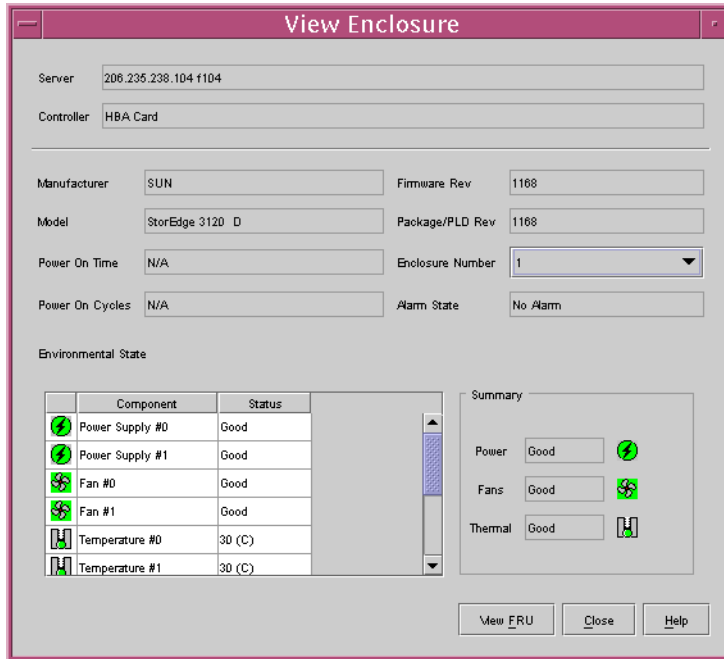 View Enclosure
Server 206.235.238.104 f104
Controller HBA Card
Manufacturer SUN Firmware Rev 1168
Model StorEdge 3120 D Package/PLD Rev 1168
Power On Time N/A Enclosure Number 1
Power On Cycles N/A Alarm State No Alarm
Environmental State
Component Status
Power Supply #0 Good
Power Supply #1 Good
Fan #0 Good
Fan #1 Good
Temperature #0 30 (C)
Temperature #1 30 (C)
Summary
Power Good
Fans Good
Thermal Good
View FRU Close Help